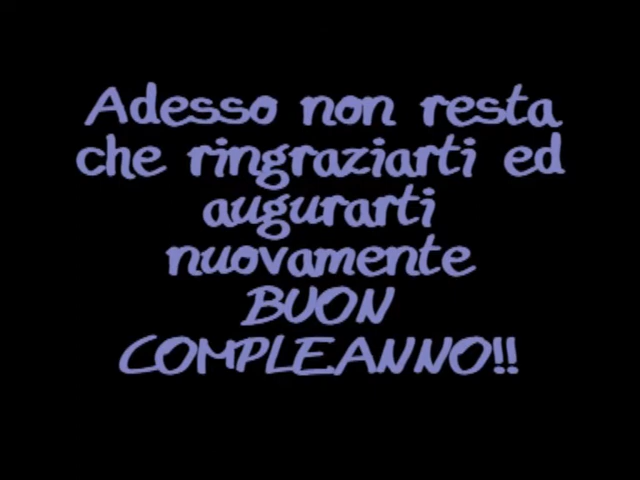 Adesso non resta
che ringraziarti ed
augurarti
nuovamente
BUON
COMPLEANNO!!